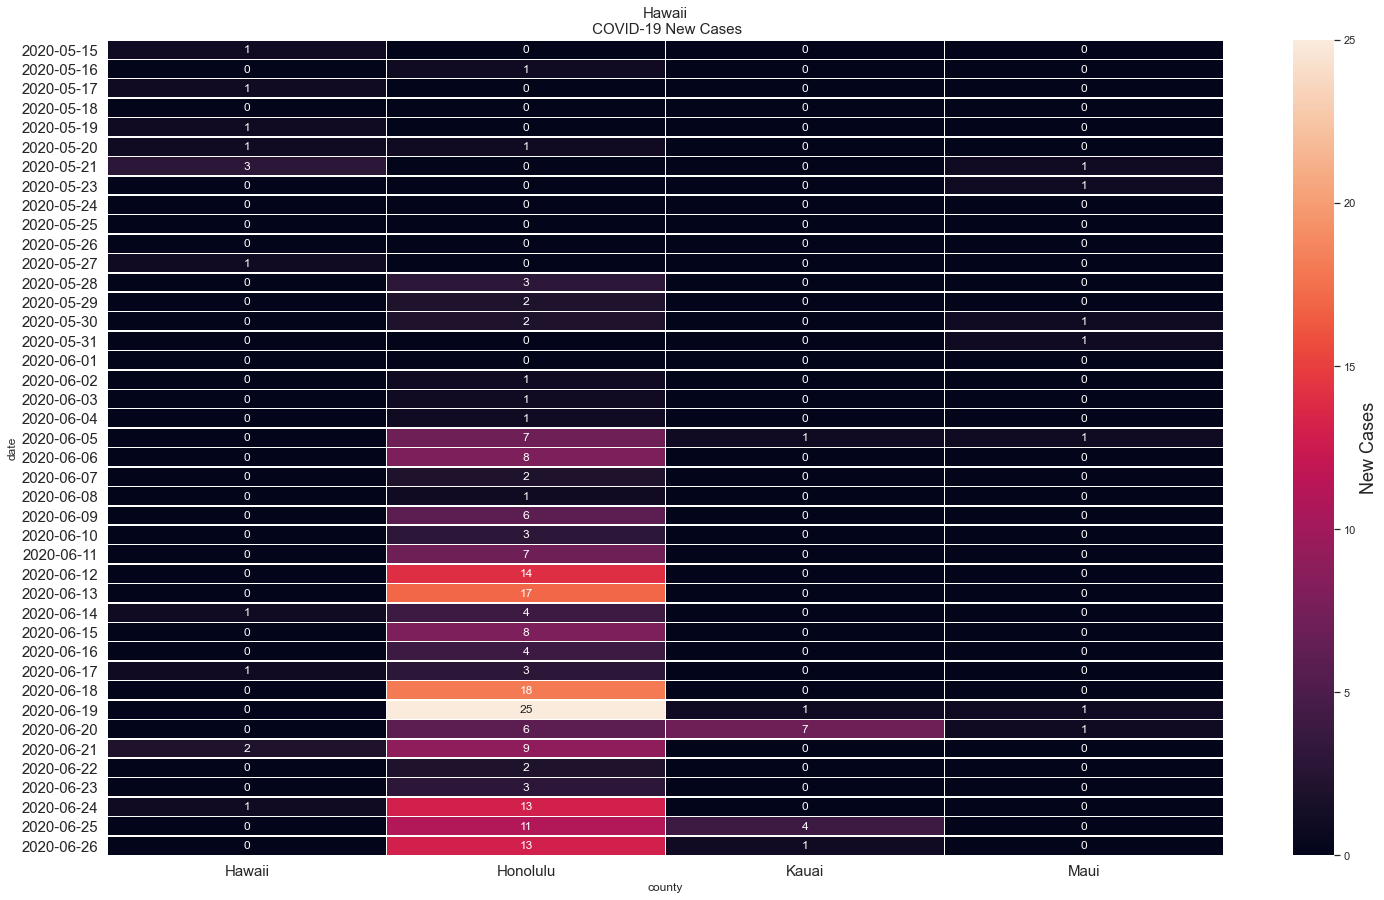 Hawaii
COVID-19 New Cases
2020-05-15 1 0 0 0
2020-05-16 0 1 0 0
2020-05-17 1 0 0 0
2020-05-18 0 0 0 0
2020-05-19 1 0 0 0
2020-05-20 1 1 0 0
2020-05-21 3 0 0 1
2020-05-23 0 0 0 1
2020-05-24 0 0 0 0
2020-05-25 0 0 0 0
2020-05-26 0 0 0 0
2020-05-27 1 0 0 0
2020-05-28 0 3 0 0
2020-05-29 0 2 0 0
2020-05-30 0 2 0 1
2020-05-31 0 0 0 1
2020-06-01 0 0 0 0
2020-06-02 0 1 0 0
2020-06-03 0 1 0 0
2020-06-04 0 1 0 0
2020-06-05 0 7 1 1
2020-06-06 0 8 0 0
2020-06-07 0 2 0 0
2020-06-08 0 1 0 0
2020-06-09 0 6 0 0
2020-06-10 0 3 0 0
2020-06-11 0 7 0 0
2020-06-12 0 14 0 0
2020-06-13 0 17 0 0
2020-06-14 1 4 0 0
2020-06-15 0 8 0 0
2020-06-16 0 4 0 0
2020-06-17 1 3 0 0
2020-06-18 0 18 0 0
2020-06-19 0 25 1 1
2020-06-20 0 6 7 1
2020-06-21 2 9 0 0
2020-06-22 0 2 0 0
2020-06-23 0 3 0 0
2020-06-24 1 13 0 0
2020-06-25 0 11 4 0
2020-06-26 0 13 1 0
date
Hawaii Honolulu Kauai Maui
county
25
20
15
10
5
0
New Cases